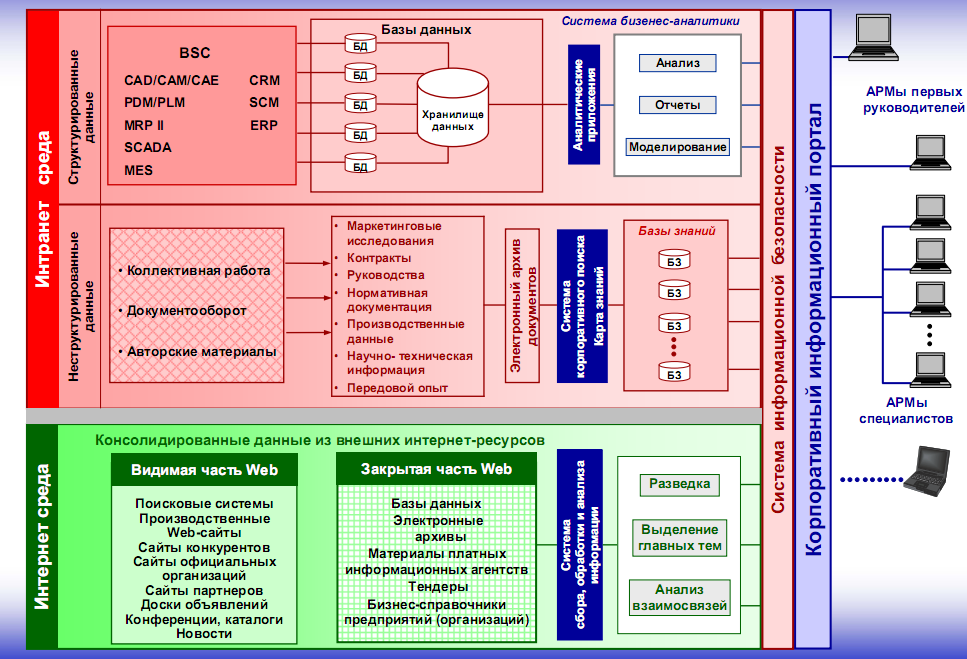 Интранет среда
Структурированные
данные
BSC
CAD/CAM/CAE CRM
PDM/PLM SCM
MRP II ERP
SCADA
MES
Базы данных
БД
БД
БД
БД
БД
Хранилище
данных
Аналитические
приложения
Система бизнес-аналитики
Анализ
Отчеты
Моделирование
Неструктурированные
данные
• Коллективная работа
• Документооборот
• Авторские материалы
• Маркетинговые
исследования
• Контракты
• Руководства
• Нормативная
документация
• Производственные
данные
• Научно- техническая
информация
• Передовой опыт
Электронный архив
документов
Система
корпоративного поиска
Карта знаний
Базы знаний
БЗ
БЗ
БЗ
БЗ
Интернет среда
Консолидированные данные из внешних интернет-ресурсов
Видимая часть Web
Поисковые системы
Производственные
Web-сайты
Сайты конкурентов
Сайты официальных
организаций
Сайты партнеров
Доски объявлений
Конференции, каталоги
Новости
Закрытая часть Web
Базы данных
Электронные
архивы
Материалы платных
информационных агентств
Тендеры
Бизнес-справочники
предприятий (организаций)
Система
сбора, обработки и анализа
информации
Разведка
Выделение
главных тем
Анализ
взаимосвязей
Система информационной безопасности
Корпоративный информационный портал
АРМы первых
руководителей
АРМы
специалистов